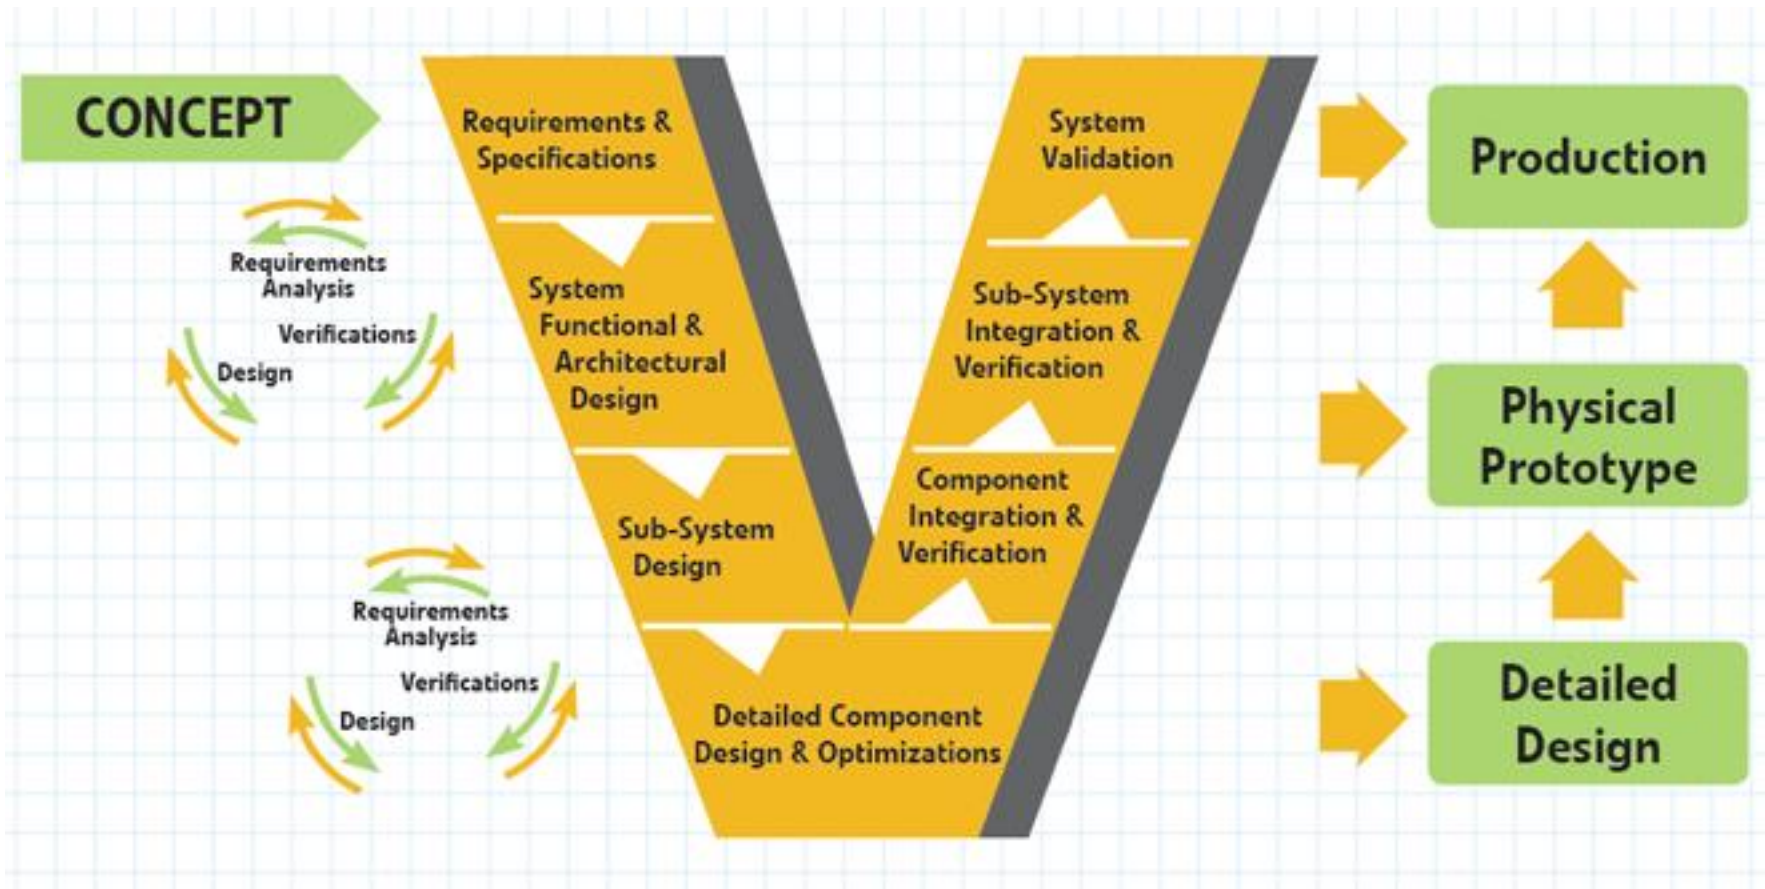 CONCEPT
Requirements &
Specifications
System
Functional &
Architectural
Design
Sub-System
Design
Detailed Component
Design & Optimizations
Component
Integration &
Verification
Sub-System
Integration &
Verification
System
Validation
Requirements
Analysis
Verifications
Design
Requirements
Analysis
Verifications
Design
Production
Physical
Prototype
Detailed
Design